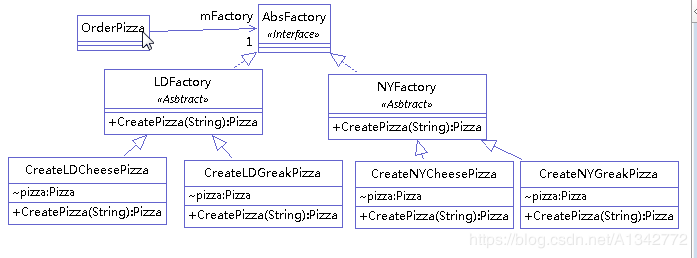 OrderPizza
mFactory
1
AbsFactory
«Interface»
LDFactory
«Asbtract»
+CreatePizza(String):Pizza
NYFactory
«Asbtract»
+CreatePizza(String):Pizza
CreateLDCheesePizza
~pizza:Pizza
+CreatePizza(String):Pizza
CreateLDGreakPizza
~pizza:Pizza
+CreatePizza(String):Pizza
CreateNYCheesePizza
~pizza:Pizza
+CreatePizza(String):Pizza
CreateNYGreakPizza
~pizza:Pizza
+CreatePizza(String):Pizza
https://blog.csdn.net/A1342772